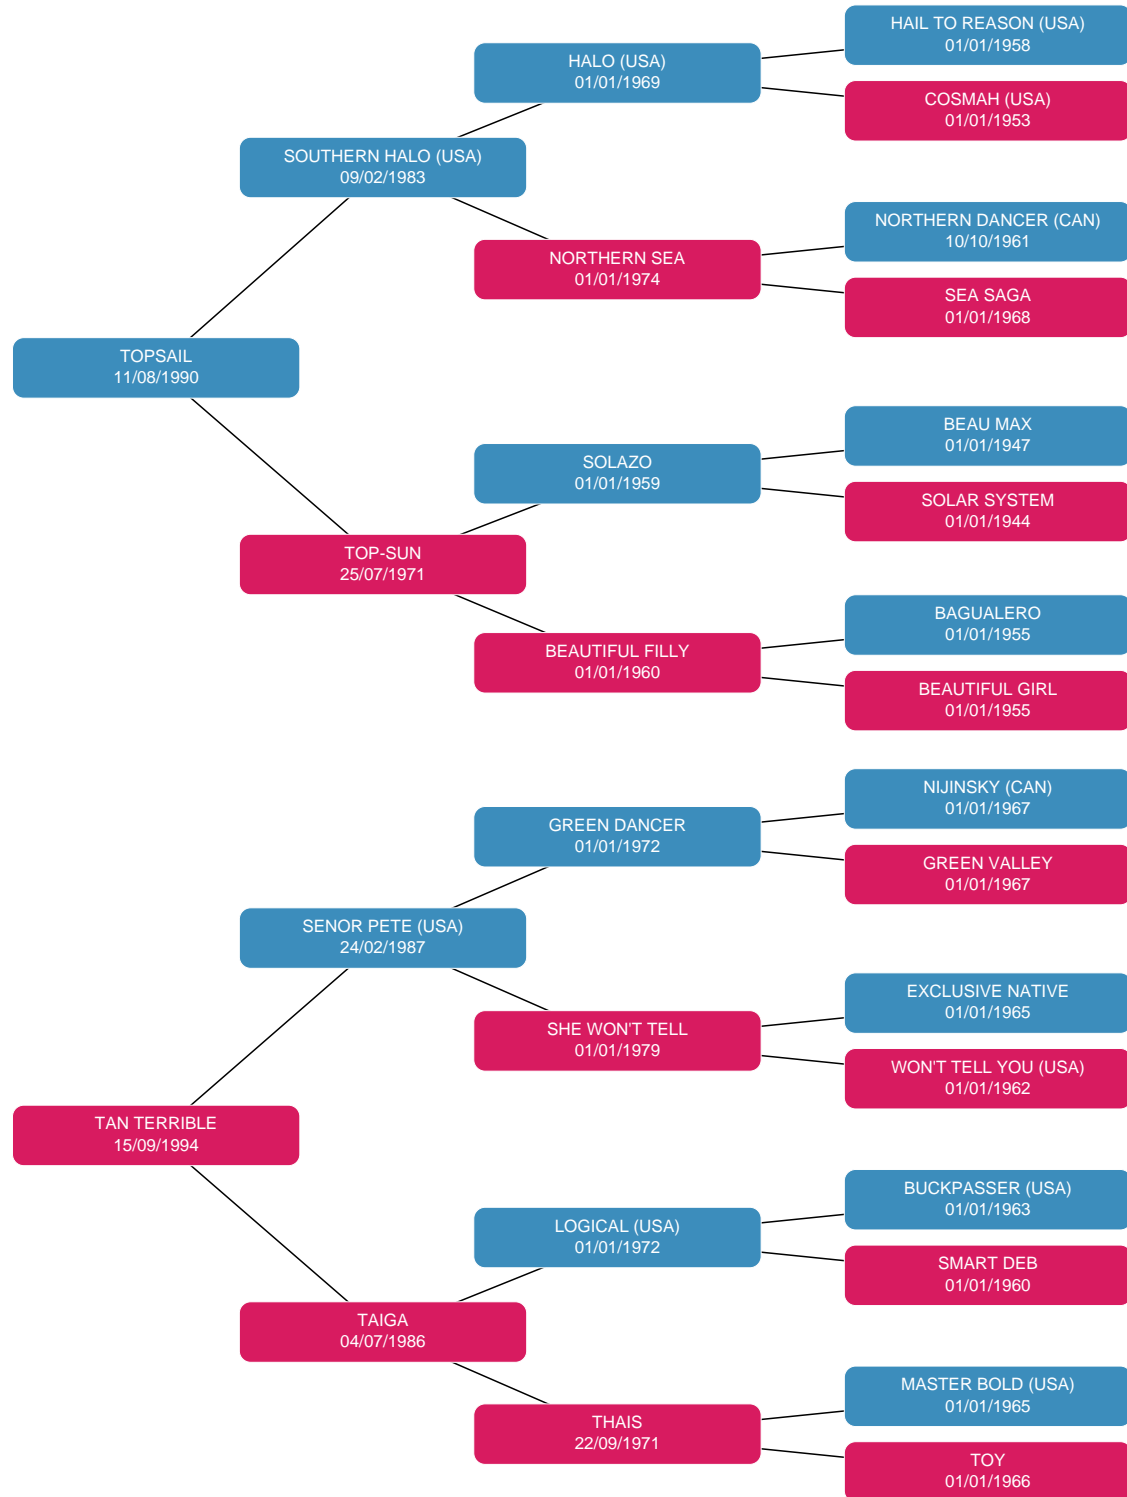 HAIL TO REASON (USA)
01/01/1958
HALO (USA)
01/01/1969
COSMAH (USA)
01/01/1953
SOUTHERN HALO (USA)
09/02/1983
NORTHERN DANCER (CAN)
10/10/1961
NORTHERN SEA
01/01/1974
SEA SAGA
01/01/1968
TOPSAIL
11/08/1990
BEAU MAX
01/01/1947
SOLAZO
01/01/1959
SOLAR SYSTEM
01/01/1944
TOP-SUN
25/07/1971
BAGUALERO
01/01/1955
BEAUTIFUL FILLY
01/01/1960
BEAUTIFUL GIRL
01/01/1955
NIJINSKY (CAN)
01/01/1967
GREEN DANCER
01/01/1972
GREEN VALLEY
01/01/1967
SENOR PETE (USA)
24/02/1987
EXCLUSIVE NATIVE
01/01/1965
SHE WON'T TELL
01/01/1979
WON'T TELL YOU (USA)
01/01/1962
TAN TERRIBLE
15/09/1994
BUCKPASSER (USA)
01/01/1963
LOGICAL (USA)
01/01/1972
SMART DEB
01/01/1960
TAIGA
04/07/1986
MASTER BOLD (USA)
01/01/1965
THAIS
22/09/1971
TOY
01/01/1966